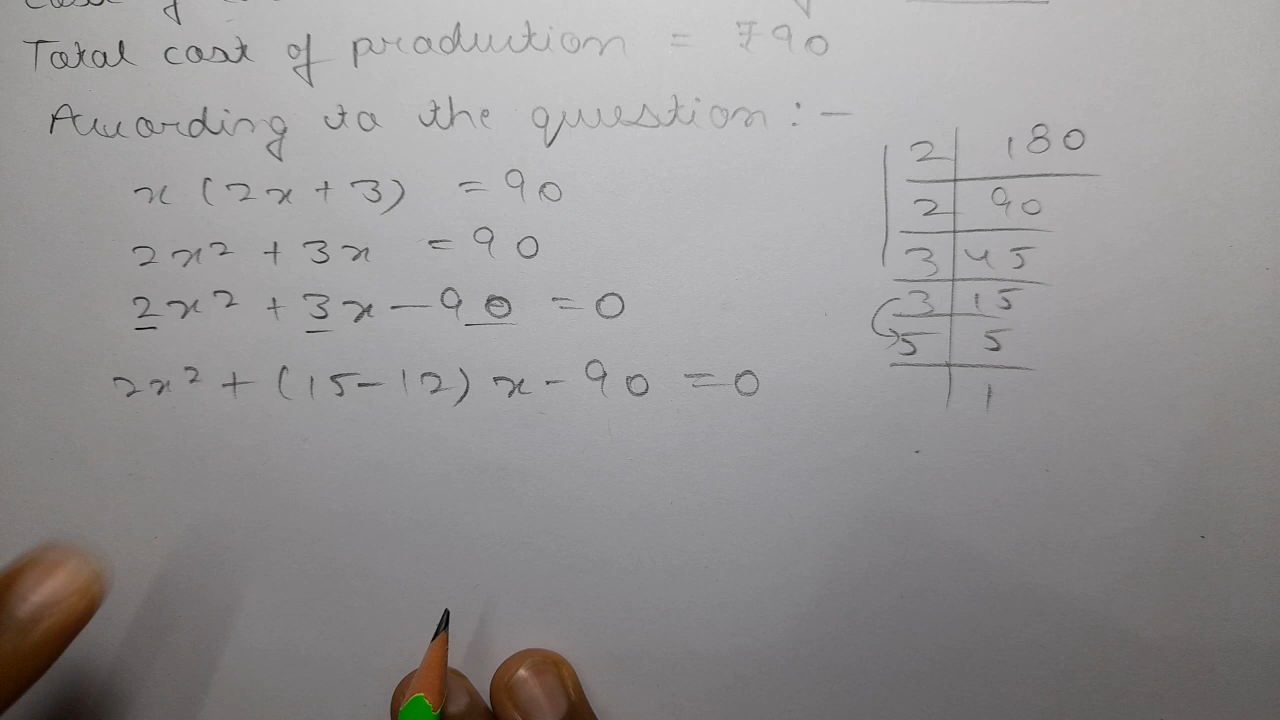 Total cost of production = ₹90
According to the question :-
x (2x + 3) = 90
2x² + 3x = 90
2x² + 3x - 90 = 0
2x² + (15-12) x - 90 = 0
2 180
2 90
3 45
3 15
5 5
1